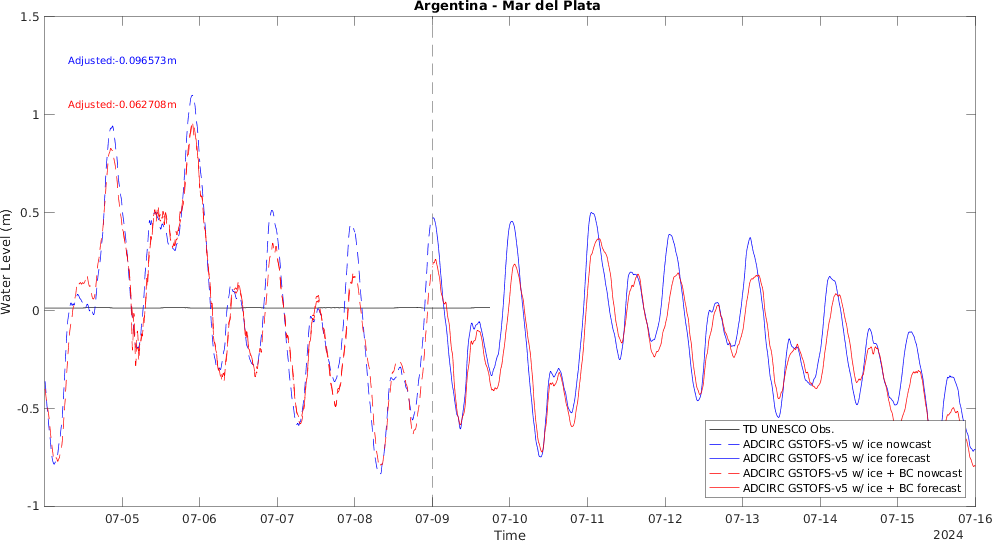 Argentina - Mar del Plata
1.5
Adjusted:-0.096573m
Adjusted:-0.062708m
1
0.5
0
-0.5
-1
Water Level (m)
TD UNESCO Obs.
ADCIRC GSTOFS-v5 w/ ice nowcast
ADCIRC GSTOFS-v5 w/ ice forecast
ADCIRC GSTOFS-v5 w/ ice + BC nowcast
ADCIRC GSTOFS-v5 w/ ice + BC forecast
07-05 07-06 07-07 07-08 07-09 07-10 07-11 07-12 07-13 07-14 07-15 07-16
Time
2024